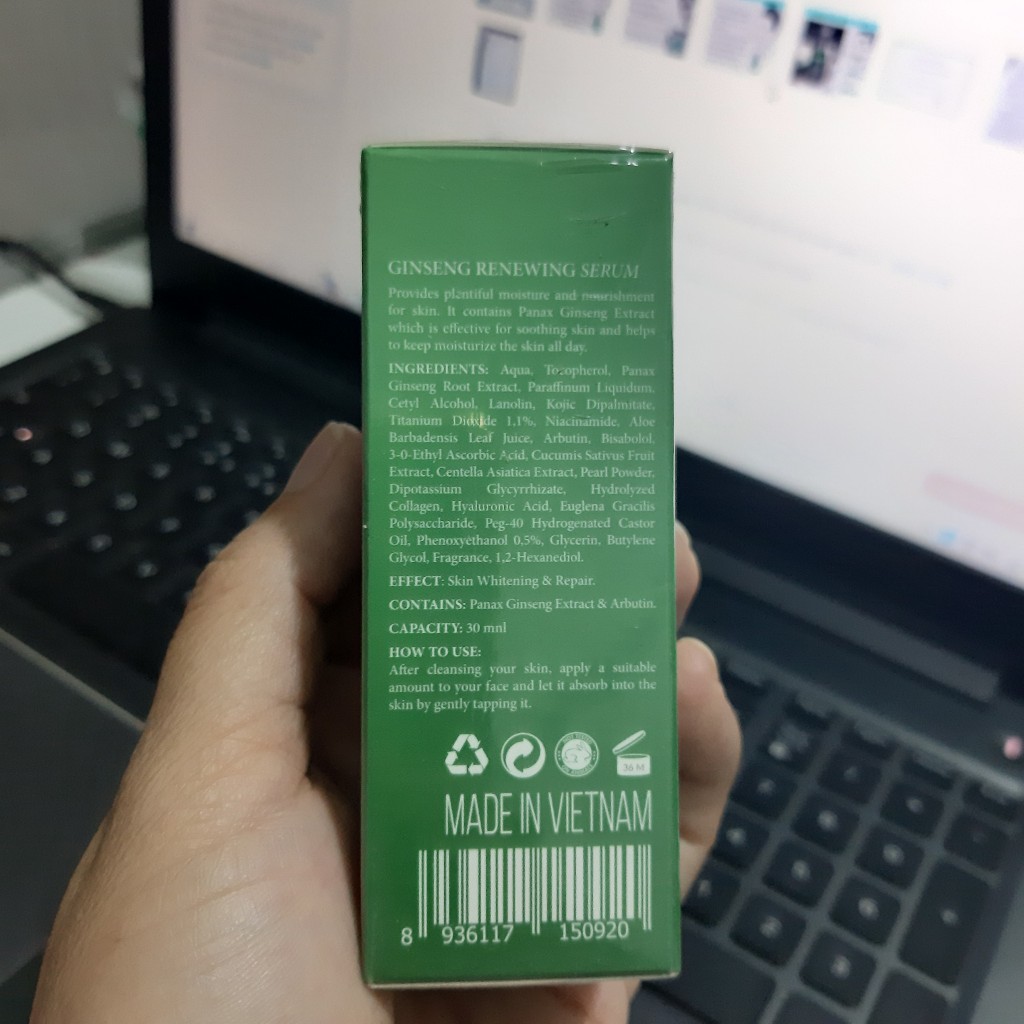 GINSENG RENEWING SERUM
Provides plentiful moisture and nourishment
for skin. It contains Panax Ginseng Extract
which is effective for soothing skin and helps
to keep moisturize the skin all day.
INGREDIENTS: Aqua, Tocopherol, Panax
Ginseng Root Extract, Paraffinum Liquidum,
Cetyl Alcohol, Lanolin, Kojic Dipalmitate,
Titanium Dioxide 1,1%, Niacinamide, Aloe
Barbadensis Leaf Juice, Arbutin, Bisabolol,
3-0-Ethyl Ascorbic Acid, Cucumis Sativus Fruit
Extract, Centella Asiatica Extract, Pearl Powder,
Dipotassium Glycyrrhizate, Hydrolyzed
Collagen, Hyaluronic Acid, Euglena Gracilis
Polysaccharide, Peg-40 Hydrogenated Castor
Oil, Phenoxyethanol 0,5%, Glycerin, Butylene
Glycol, Fragrance, 1,2-Hexanediol.
EFFECT: Skin Whitening & Repair.
CONTAINS: Panax Ginseng Extract & Arbutin.
CAPACITY: 30 mnl
HOW TO USE:
After cleansing your skin, apply a suitable
amount to your face and let it absorb into the
skin by gently tapping it.
36 M
MADE IN VIETNAM
8 936117 150920